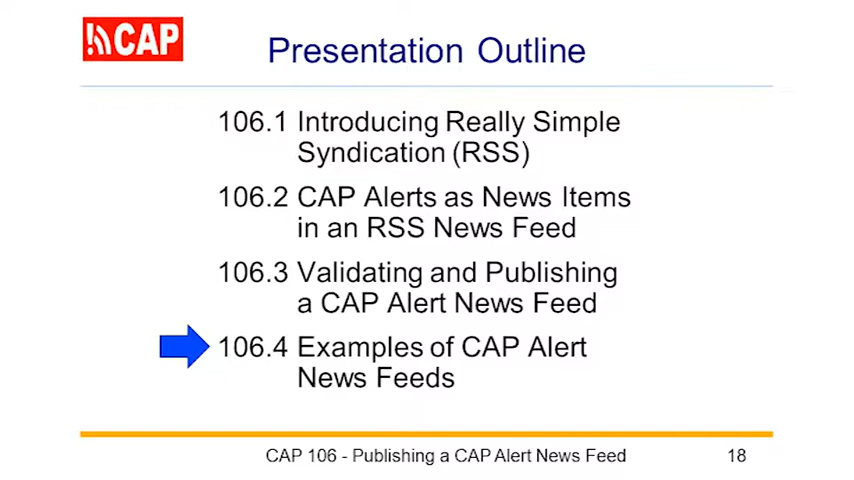 CAP
Presentation Outline
106.1 Introducing Really Simple
Syndication (RSS)
106.2 CAP Alerts as News Items
in an RSS News Feed
106.3 Validating and Publishing
a CAP Alert News Feed
106.4 Examples of CAP Alert
News Feeds
CAP 106 - Publishing a CAP Alert News Feed 18